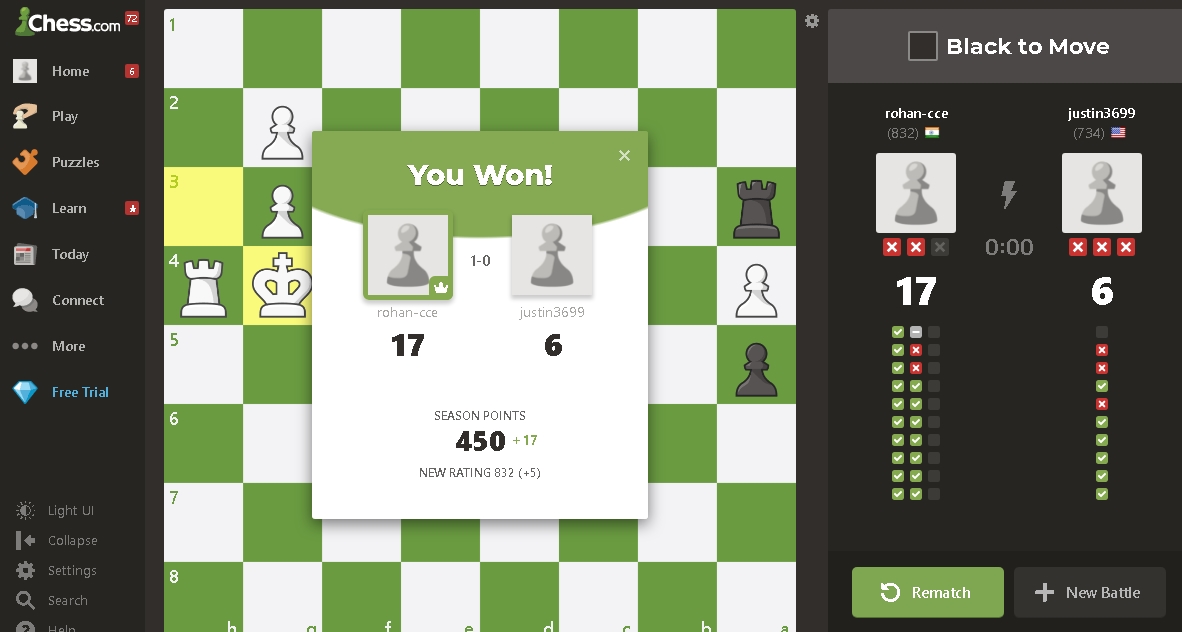 Chess.com 72
Home 6
Play
Puzzles
Learn
Today
Connect
More
Free Trial
Light UI
Collapse
Settings
Search
Help
1
2
3
4
5
6
7
8
h g f e d c b a
You Won!
1-0
rohan-cce justin3699
17 6
SEASON POINTS
450 +17
NEW RATING 832 (+5)
Black to Move
rohan-cce justin3699
(832) (734)
0:00
17 6
Rematch New Battle